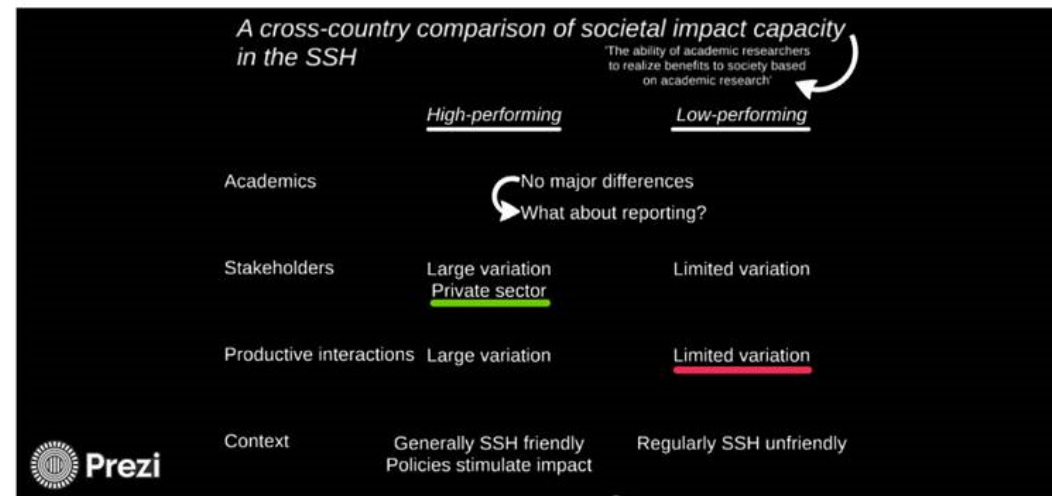 A cross-country comparison of societal impact capacity
in the SSH
'The ability of academic researchers
to realize benefits to society based
on academic research'
High-performing
Low-performing
Academics
No major differences
What about reporting?
Stakeholders
Large variation
Private sector
Limited variation
Productive interactions
Large variation
Limited variation
Context
Generally SSH friendly
Policies stimulate impact
Regularly SSH unfriendly
Prezi